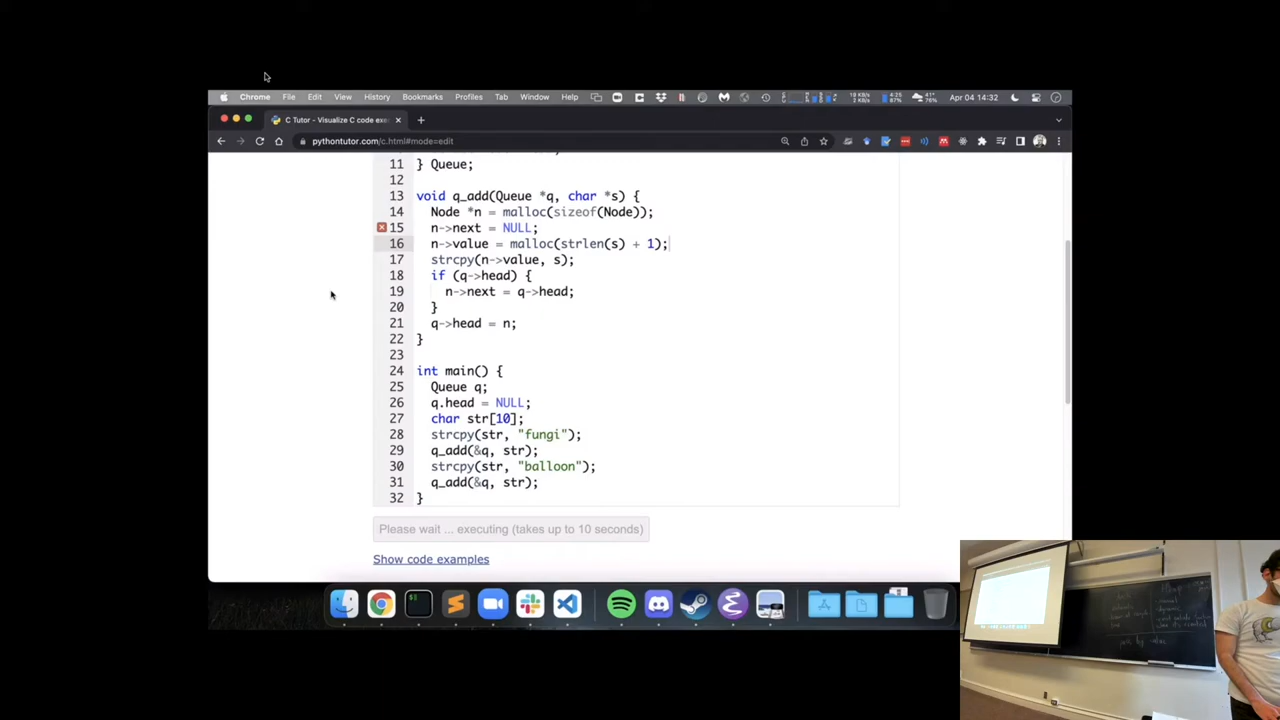 Chrome File Edit View History Bookmarks Profiles Tab Window Help Apr 04 14:32
C Tutor - Visualize C code exe
pythontutor.com/c.html#mode=edit
11 } Queue;
12
13 void q_add(Queue *q, char *s) {
14 Node *n = malloc(sizeof(Node));
15 n->next = NULL;
16 n->value = malloc(strlen(s) + 1);
17 strcpy(n->value, s);
18 if (q->head) {
19 n->next = q->head;
20 }
21 q->head = n;
22 }
23
24 int main() {
25 Queue q;
26 q.head = NULL;
27 char str[10];
28 strcpy(str, "fungi");
29 q_add(&q, str);
30 strcpy(str, "balloon");
31 q_add(&q, str);
32 }
Please wait ... executing (takes up to 10 seconds)
Show code examples